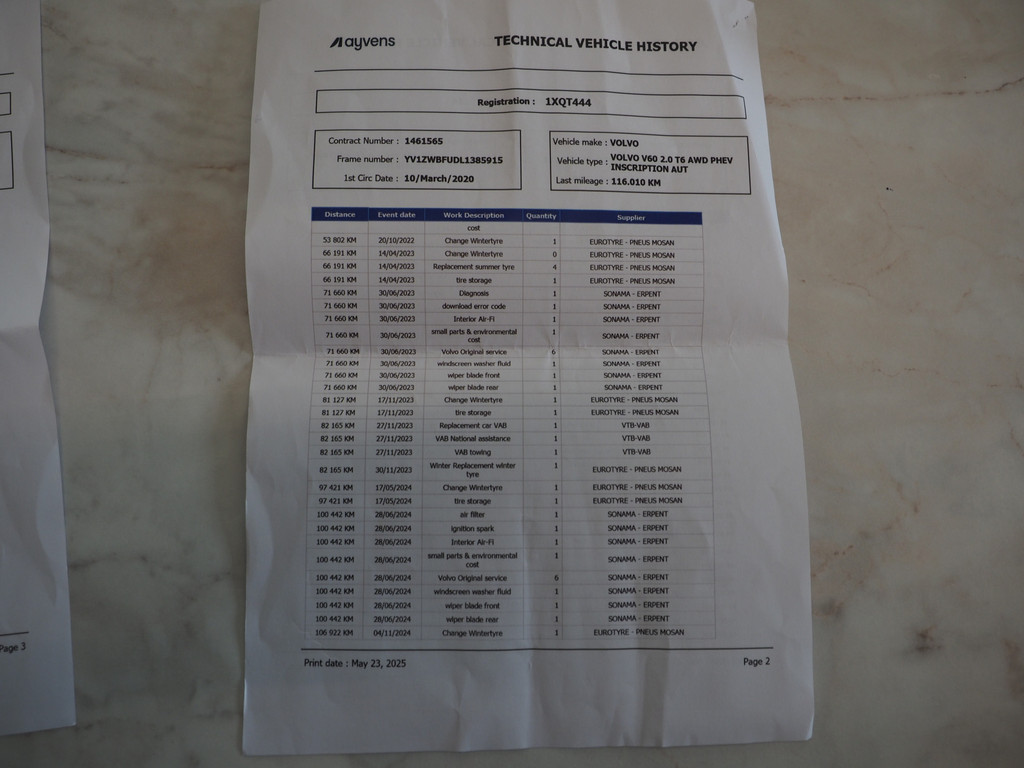 ayvens
TECHNICAL VEHICLE HISTORY
Registration : 1XQT444
Contract Number : 1461565
Frame number : YV1ZWBFUDL1385915
1st Circ Date : 10/March/2020
Vehicle make : VOLVO
Vehicle type : VOLVO V60 2.0 T6 AWD PHEV
INSCRIPTION AUT
Last mileage : 116.010 KM
Distance Event date Work Description Quantity Supplier
cost
53 802 KM 20/10/2022 Change Wintertyre 1 EUROTYRE - PNEUS MOSAN
66 191 KM 14/04/2023 Change Wintertyre 0 EUROTYRE - PNEUS MOSAN
66 191 KM 14/04/2023 Replacement summer tyre 4 EUROTYRE - PNEUS MOSAN
66 191 KM 14/04/2023 tire storage 1 EUROTYRE - PNEUS MOSAN
71 660 KM 30/06/2023 Diagnosis 1 SONAMA - ERPENT
71 660 KM 30/06/2023 download error code 1 SONAMA - ERPENT
71 660 KM 30/06/2023 Interior Air-Fi 1 SONAMA - ERPENT
71 660 KM 30/06/2023 small parts & environmental cost 1 SONAMA - ERPENT
71 660 KM 30/06/2023 Volvo Original service 6 SONAMA - ERPENT
71 660 KM 30/06/2023 windscreen washer fluid 1 SONAMA - ERPENT
71 660 KM 30/06/2023 wiper blade front 1 SONAMA - ERPENT
71 660 KM 30/06/2023 wiper blade rear 1 SONAMA - ERPENT
81 127 KM 17/11/2023 Change Wintertyre 1 EUROTYRE - PNEUS MOSAN
81 127 KM 17/11/2023 tire storage 1 EUROTYRE - PNEUS MOSAN
82 165 KM 27/11/2023 Replacement car VAB 1 VTB-VAB
82 165 KM 27/11/2023 VAB National assistance 1 VTB-VAB
82 165 KM 27/11/2023 VAB towing 1 VTB-VAB
82 165 KM 30/11/2023 Winter Replacement winter tyre 1 EUROTYRE - PNEUS MOSAN
97 421 KM 17/05/2024 Change Wintertyre 1 EUROTYRE - PNEUS MOSAN
97 421 KM 17/05/2024 tire storage 1 EUROTYRE - PNEUS MOSAN
100 442 KM 28/06/2024 air filter 1 SONAMA - ERPENT
100 442 KM 28/06/2024 ignition spark 1 SONAMA - ERPENT
100 442 KM 28/06/2024 Interior Air-Fi 1 SONAMA - ERPENT
100 442 KM 28/06/2024 small parts & environmental cost 1 SONAMA - ERPENT
100 442 KM 28/06/2024 Volvo Original service 6 SONAMA - ERPENT
100 442 KM 28/06/2024 windscreen washer fluid 1 SONAMA - ERPENT
100 442 KM 28/06/2024 wiper blade front 1 SONAMA - ERPENT
100 442 KM 28/06/2024 wiper blade rear 1 SONAMA - ERPENT
106 922 KM 04/11/2024 Change Wintertyre 1 EUROTYRE - PNEUS MOSAN
Print date : May 23, 2025
Page 2
Page 3